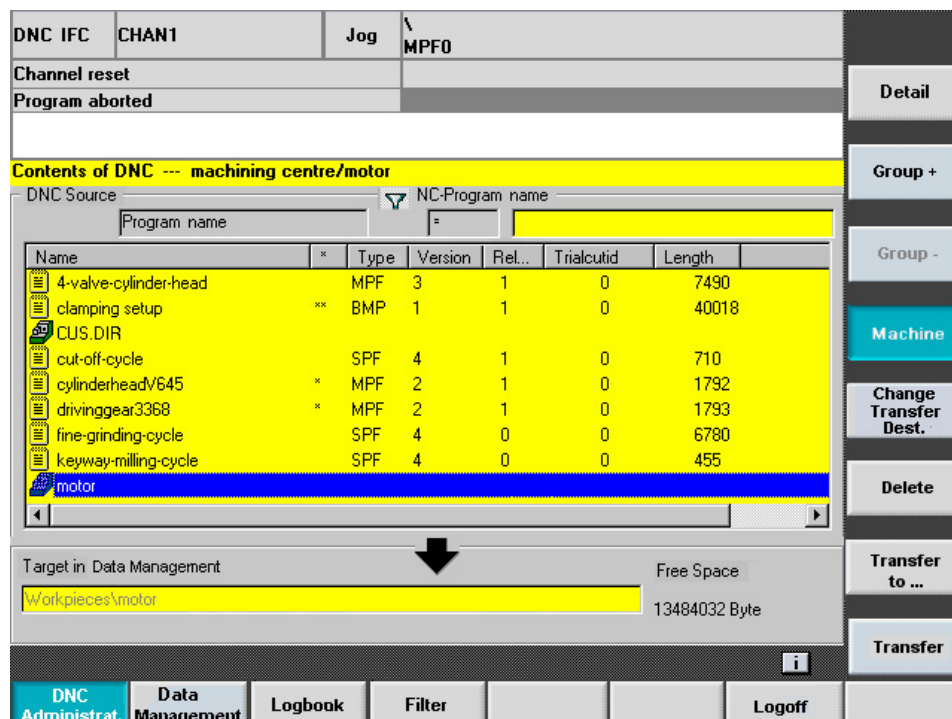 DNC IFC CHAN1 Jog \
MPF0
Channel reset
Program aborted
Contents of DNC --- machining centre/motor
DNC Source NC-Program name
Program name =
Name * Type Version Rel... Trialcutid Length
4-valve-cylinder-head MPF 3 1 0 7490
clamping setup ** BMP 1 1 0 40018
CUS.DIR
cut-off-cycle SPF 4 1 0 710
cylinderheadV645 * MPF 2 1 0 1792
drivinggear3368 * MPF 2 1 0 1793
fine-grinding-cycle SPF 4 0 0 6780
keyway-milling-cycle SPF 4 0 0 455
motor
Target in Data Management Free Space
Workpieces\motor
13484032 Byte
i
Detail
Group +
Group -
Machine
Change
Transfer
Dest.
Delete
Transfer
to ...
Transfer
DNC
Administrat.
Data
Management
Logbook
Filter
Logoff